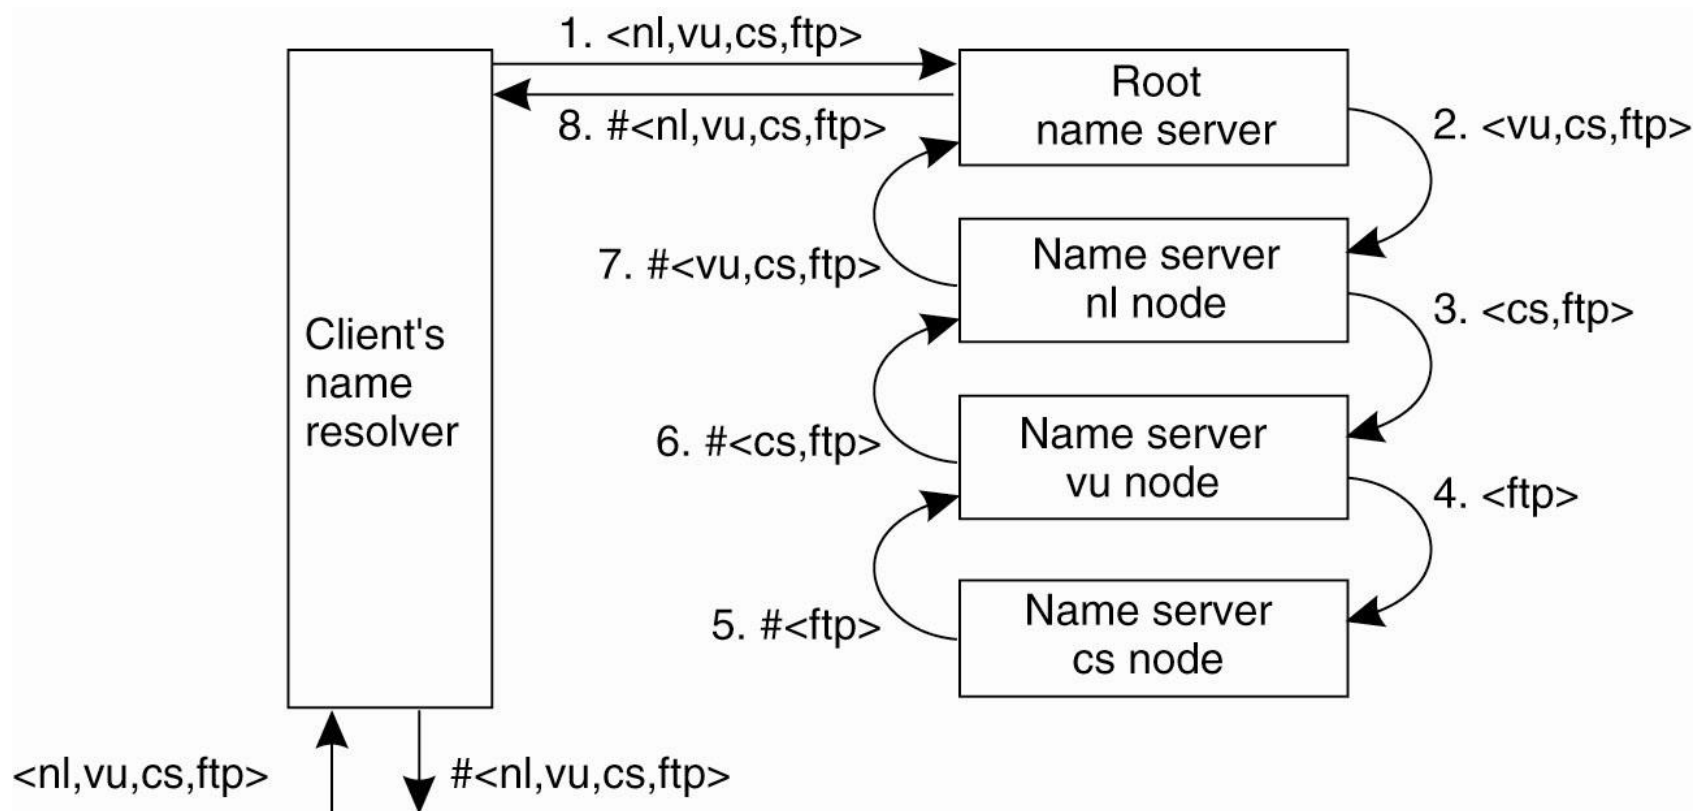 1. <nl,vu,cs,ftp>
Root
name server
8. #<nl,vu,cs,ftp>
2. <vu,cs,ftp>
7. #<vu,cs,ftp>
Name server
nl node
3. <cs,ftp>
Client's
name
resolver
6. #<cs,ftp>
Name server
vu node
4. <ftp>
5. #<ftp>
Name server
cs node
<nl,vu,cs,ftp>
#<nl,vu,cs,ftp>